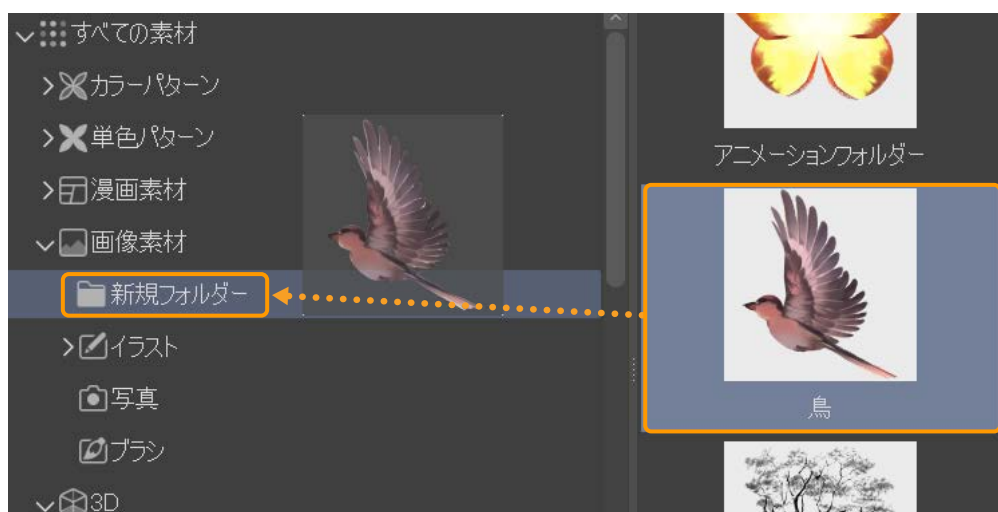 すべての素材
カラーパターン
単色パターン
漫画素材
画像素材
新規フォルダー
イラスト
写真
ブラシ
3D
アニメーションフォルダー
鳥